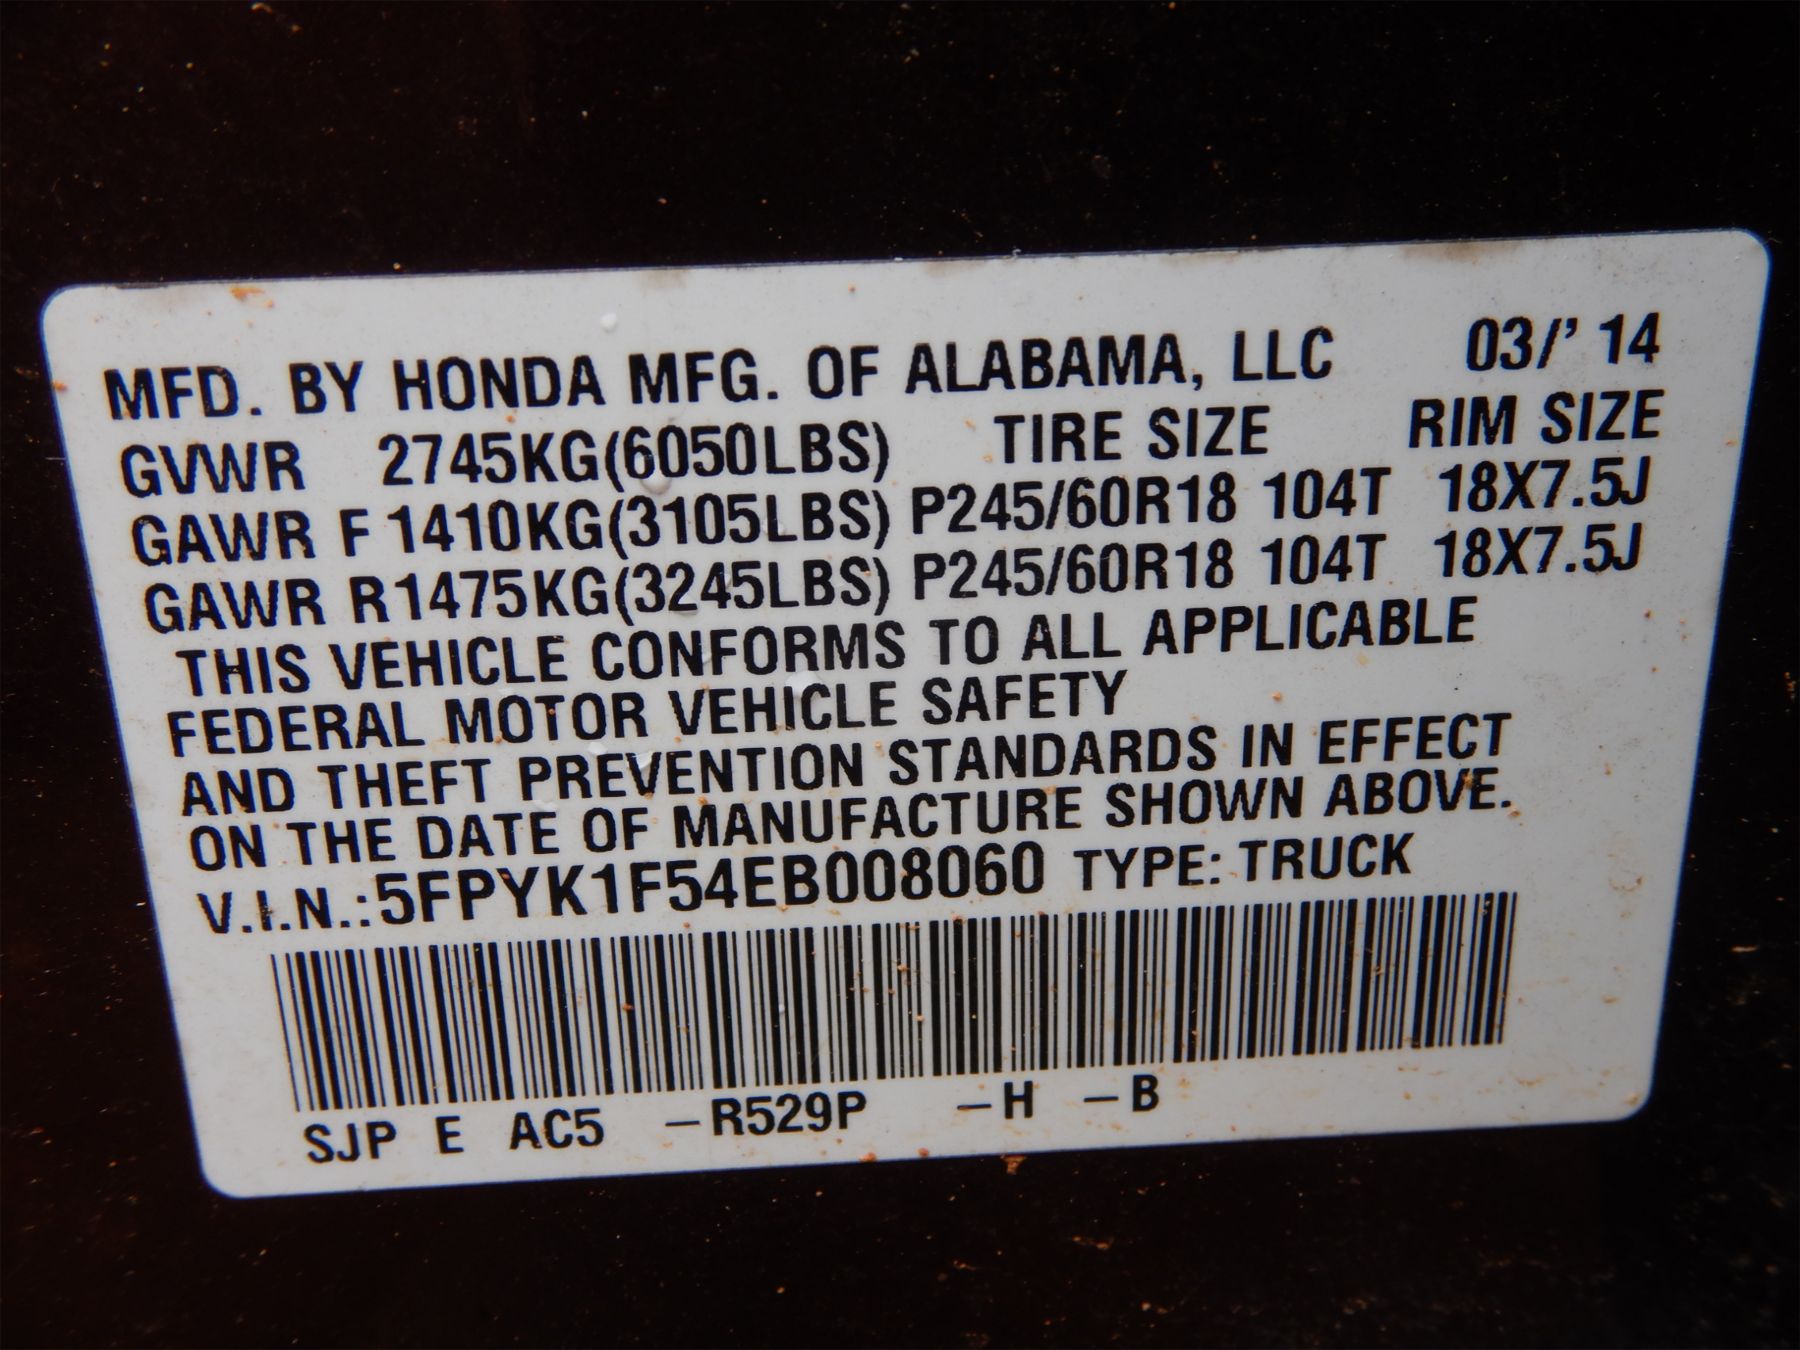 MFD. BY HONDA MFG. OF ALABAMA, LLC 03/' 14
GVWR 2745KG(6050LBS) TIRE SIZE RIM SIZE
GAWR F 1410KG(3105LBS) P245/60R18 104T 18X7.5J
GAWR R 1475KG(3245LBS) P245/60R18 104T 18X7.5J
THIS VEHICLE CONFORMS TO ALL APPLICABLE
FEDERAL MOTOR VEHICLE SAFETY
AND THEFT PREVENTION STANDARDS IN EFFECT
ON THE DATE OF MANUFACTURE SHOWN ABOVE.
V.I.N.:5FPYK1F54EB008060 TYPE: TRUCK
SJP E AC5 –R529P –H –B